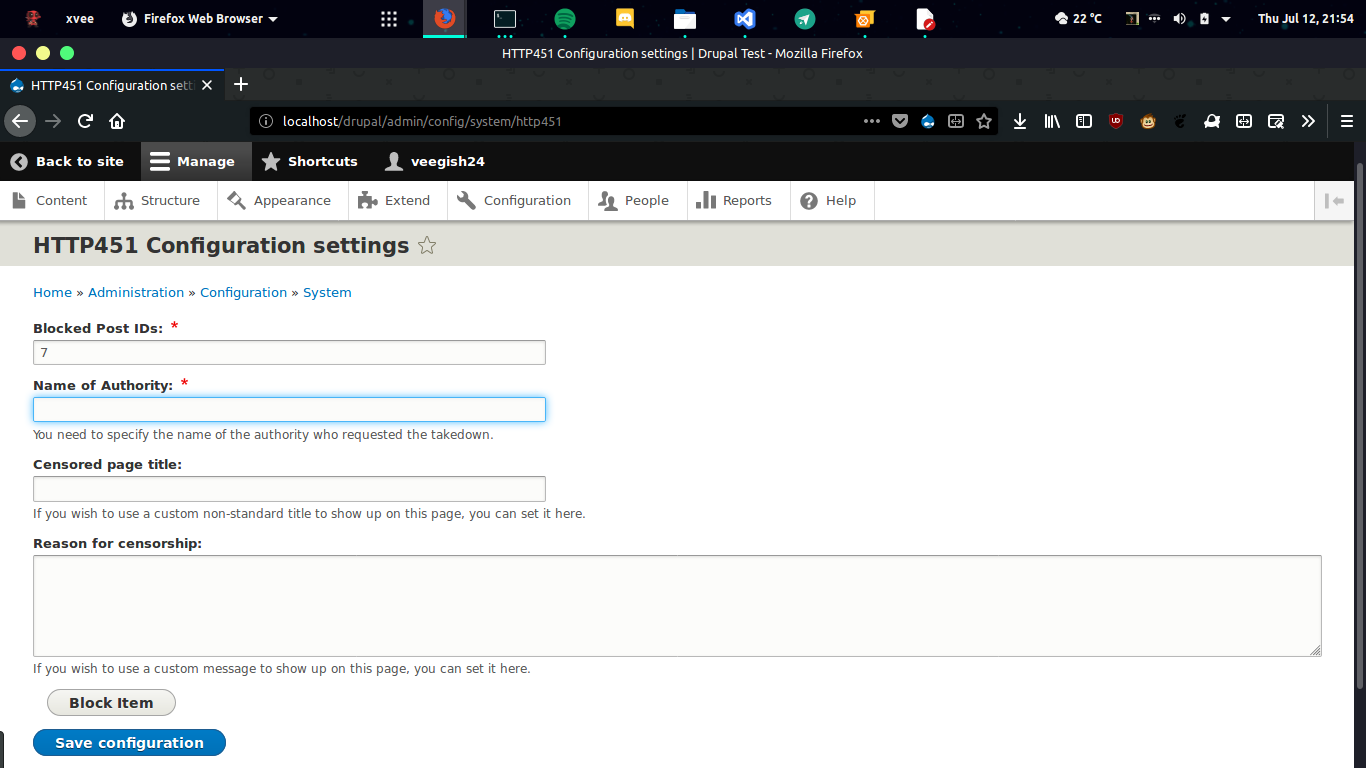 xvee Firefox Web Browser 22 °C Thu Jul 12, 21:54
HTTP451 Configuration settings | Drupal Test - Mozilla Firefox
HTTP451 Configuration sett
localhost/drupal/admin/config/system/http451
Back to site Manage Shortcuts veegish24
Content Structure Appearance Extend Configuration People Reports Help
HTTP451 Configuration settings
Home » Administration » Configuration » System
Blocked Post IDs: *
7
Name of Authority: *
You need to specify the name of the authority who requested the takedown.
Censored page title:
If you wish to use a custom non-standard title to show up on this page, you can set it here.
Reason for censorship:
If you wish to use a custom message to show up on this page, you can set it here.
Block Item
Save configuration